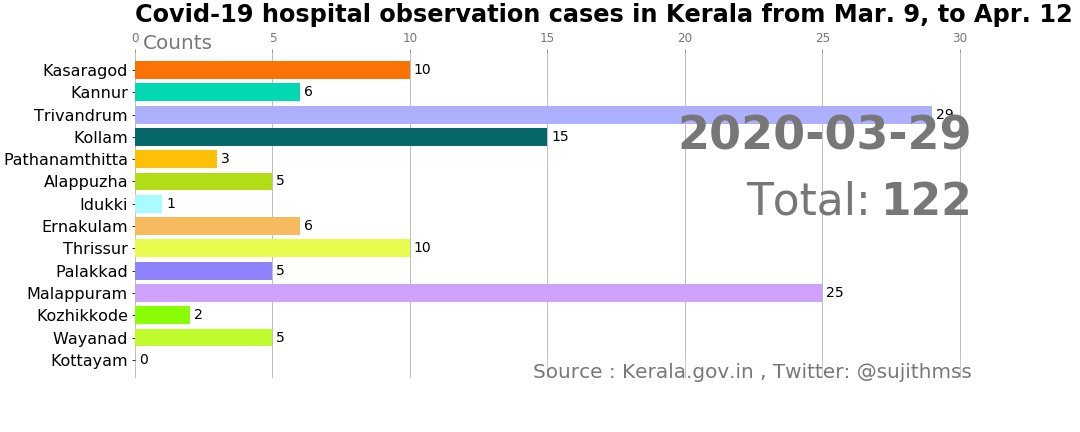 Covid-19 hospital observation cases in Kerala from Mar. 9, to Apr. 12
0 5 10 15 20 25 30
Counts
Kasaragod 10
Kannur 6
Trivandrum 29
2020-03-29
Kollam 15
Pathanamthitta 3
Alappuzha 5
Total: 122
Idukki 1
Ernakulam 6
Thrissur 10
Palakkad 5
Malappuram 25
Kozhikkode 2
Wayanad 5
Kottayam 0
Source : Kerala.gov.in , Twitter: @sujithmss